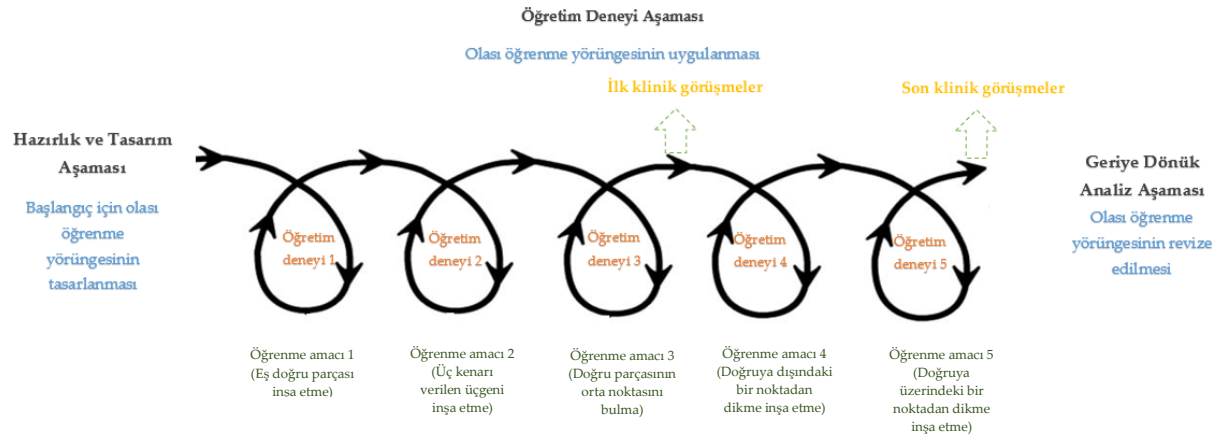 Öğretim Deneyi Aşaması
Olası öğrenme yörüngesinin uygulanması
İlk klinik görüşmeler
Son klinik görüşmeler
Hazırlık ve Tasarım
Aşaması
Başlangıç için olası
öğrenme
yörüngesinin
tasarlanması
Öğretim
deneyi 1
Öğretim
deneyi 2
Öğretim
deneyi 3
Öğretim
deneyi 4
Öğretim
deneyi 5
Geriye Dönük
Analiz Aşaması
Olası öğrenme
yörüngesinin revize
edilmesi
Öğrenme amacı 1
(Eş doğru parçası
inşa etme)
Öğrenme amacı 2
(Üç kenarı
verilen üçgeni
inşa etme)
Öğrenme amacı 3
(Doğru parçasının
orta noktasını
bulma)
Öğrenme amacı 4
(Doğruya dışındaki
bir noktadan
dikme inşa etme)
Öğrenme amacı 5
(Doğruya
üzerindeki bir
noktadan dikme
inşa etme)